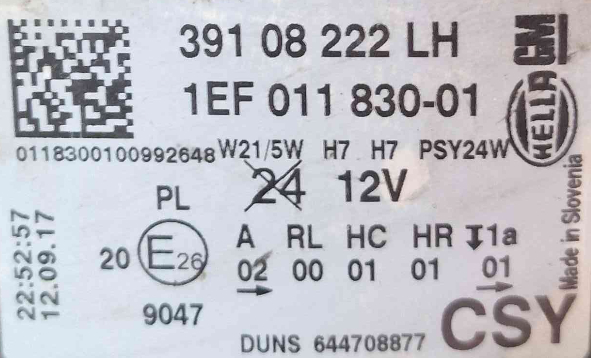 391 08 222 LH
GM
1EF 011 830-01
HELLA
0118300100992648 W21/5W H7 H7 PSY24W
24 12V
PL
A RL HC HR 1a
20 E26
02 00 01 01 01
9047
22:52:57
12.09.17
DUNS 644708877
CSY
Made in Slovenia